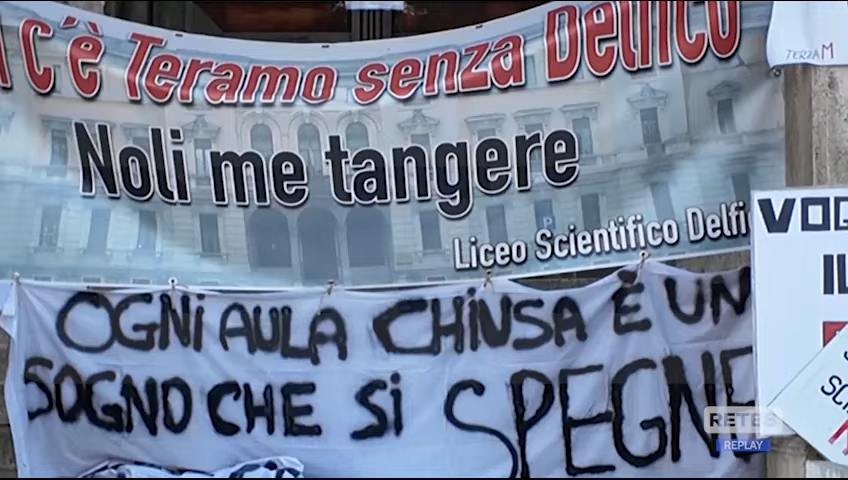 c'è Teramo senza Delfico
TERZA M
Noli me tangere
Liceo Scientifico Delfi
VOG
IL
OGNI AULA CHIUSA È UN
SOGNO CHE SI SPEGNE
RETE8
REPLAY